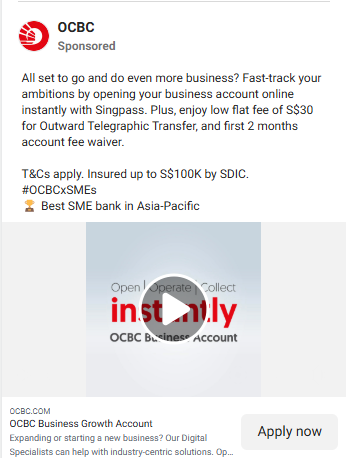 OCBC
Sponsored
All set to go and do even more business? Fast-track your
ambitions by opening your business account online
instantly with Singpass. Plus, enjoy low flat fee of S$30
for Outward Telegraphic Transfer, and first 2 months
account fee waiver.
T&Cs apply. Insured up to S$100K by SDIC.
#OCBCxSMEs
🏆 Best SME bank in Asia-Pacific
Open | Operate | Collect
instantly
OCBC Business Account
OCBC.COM
OCBC Business Growth Account
Expanding or starting a new business? Our Digital
Specialists can help with industry-centric solutions. Op...
Apply now